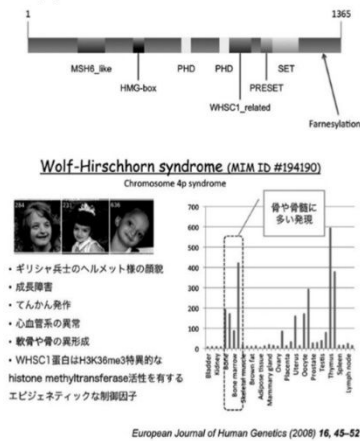 1
1365
MSH6_like
PHD
PHD
SET
HMG-box
PRESET
WHSC1_related
Farnesylation
Wolf-Hirschhorn syndrome (MIM ID #194190)
Chromosome 4p syndrome
骨や骨髄に
多い発現
700
600
500
400
300
200
100
0
・ギリシャ兵士のヘルメット様の顔貌
・成長障害
・てんかん発作
・心血管系の異常
・軟骨や骨の異形成
・WHSC1蛋白はH3K36me3特異的な
histone methyltransferase活性を有する
エピジェネティックな制御因子
Bladder
Kidney
Bone
Bone marrow
Skeletal muscle
Brown fat
Adipose tissue
Mammary gland
Ovary
Placenta
Uterus
Oocyte
Prostate
Testis
Thymus
Spleen
Lymph node
European Journal of Human Genetics (2008) 16, 45–52